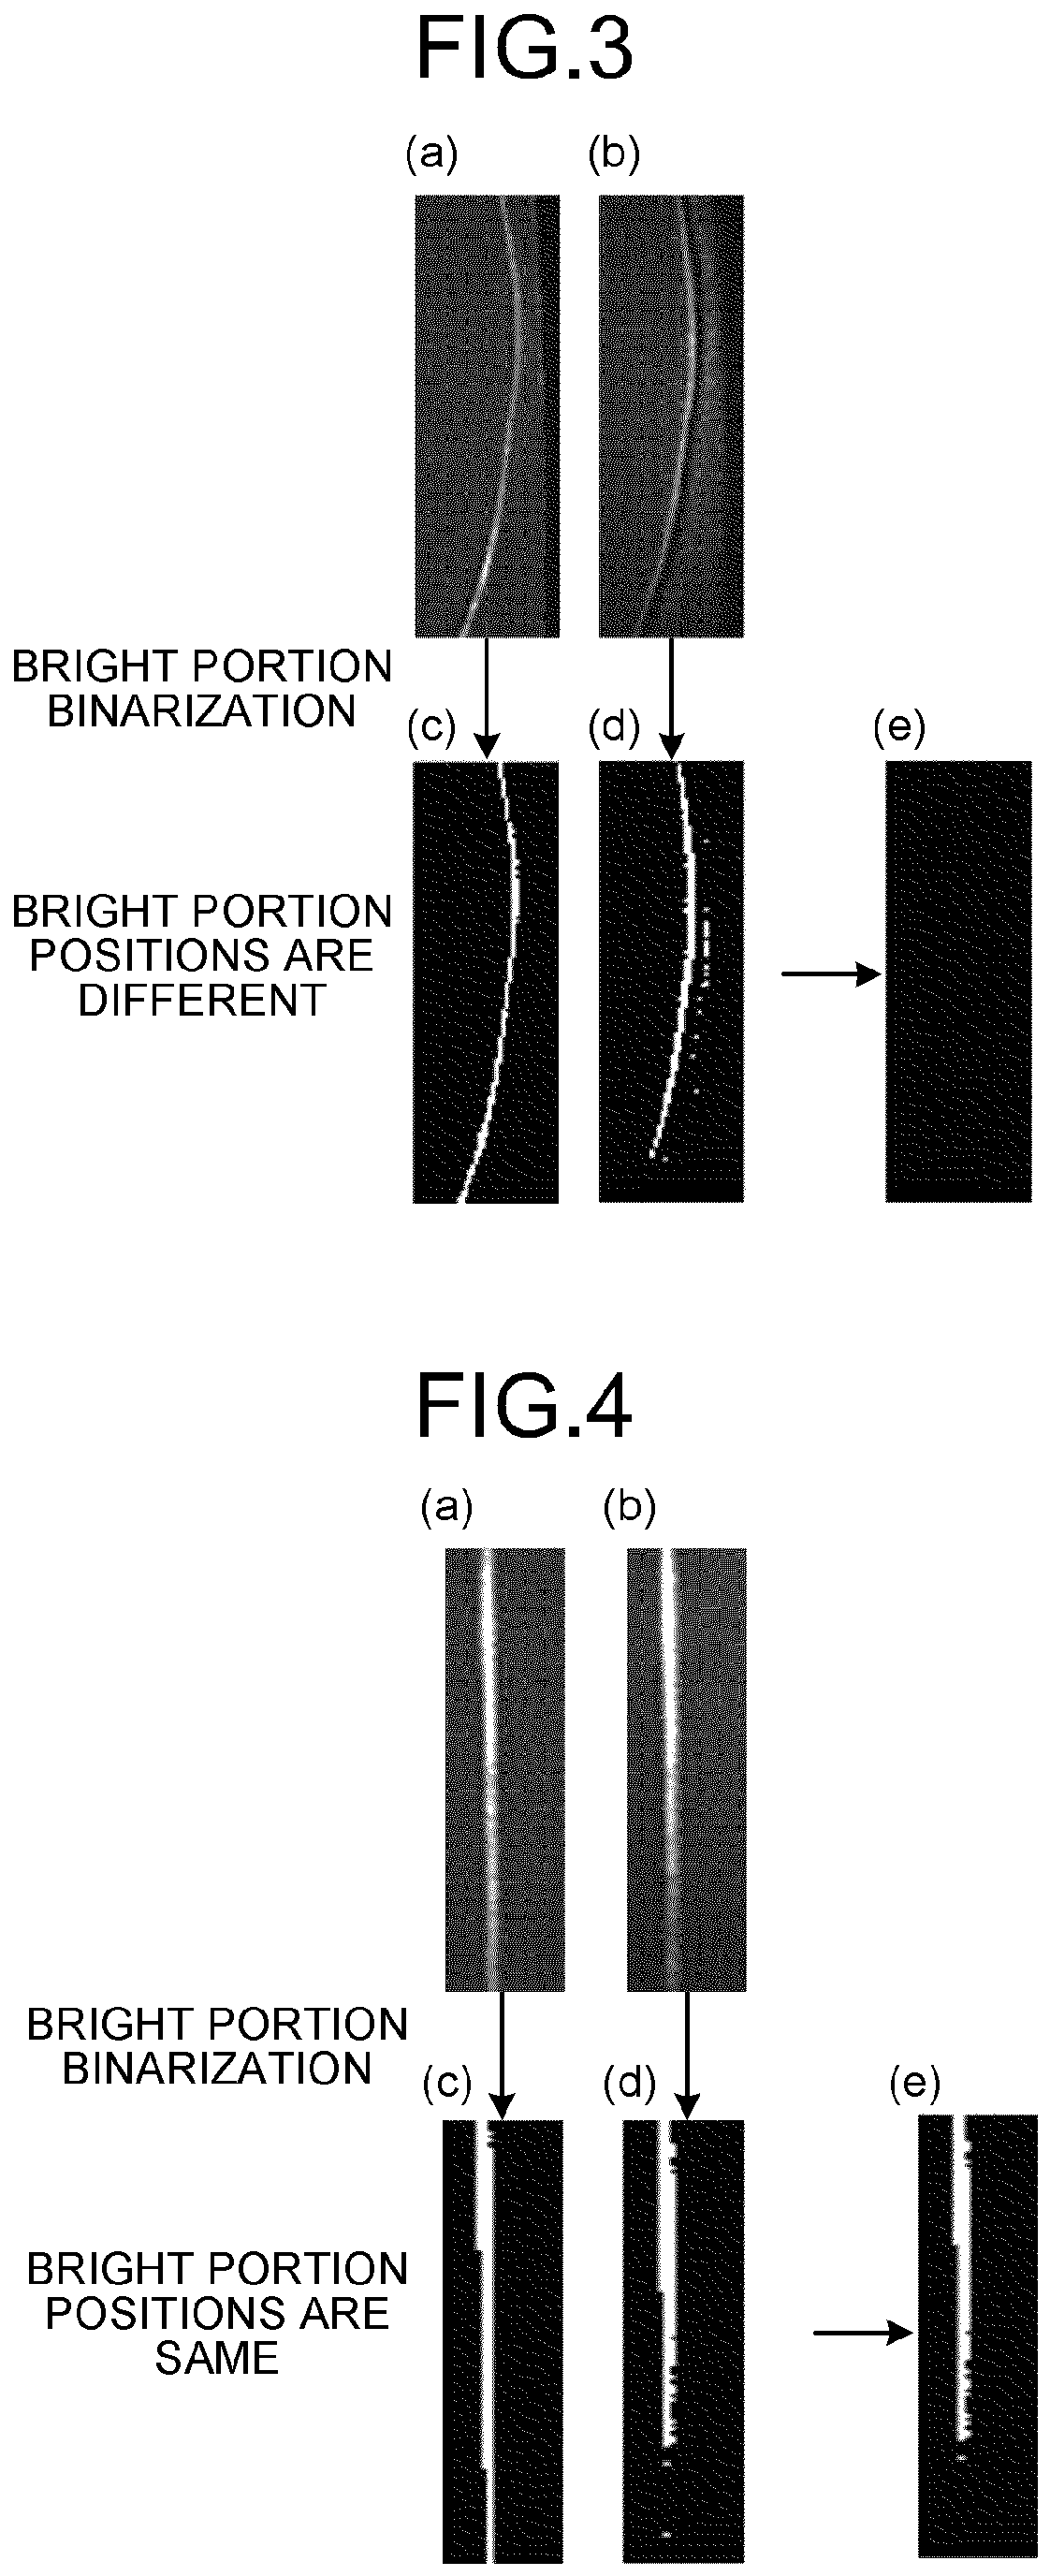 FIG.3
(a) (b)
BRIGHT PORTION
BINARIZATION
(c) (d) (e)
BRIGHT PORTION
POSITIONS ARE
DIFFERENT
FIG.4
(a) (b)
BRIGHT PORTION
BINARIZATION
(c) (d) (e)
BRIGHT PORTION
POSITIONS ARE
SAME